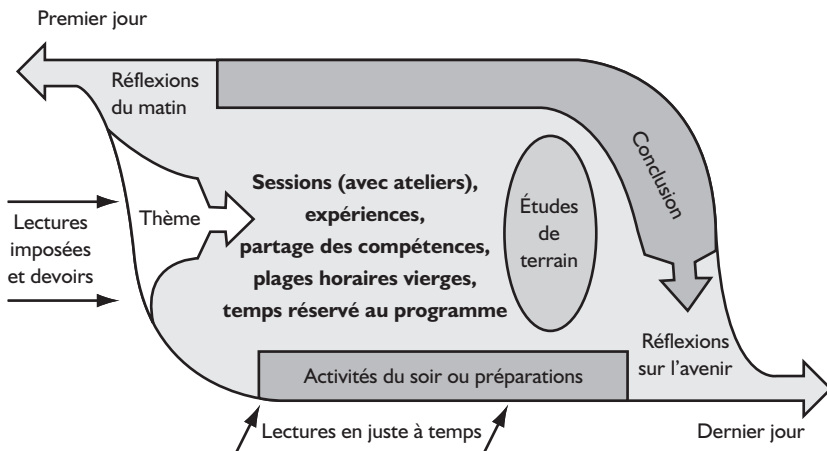 Premier jour
Réflexions
du matin
Conclusion
Lectures
imposées
et devoirs
Thème
Sessions (avec ateliers),
expériences,
partage des compétences,
plages horaires vierges,
temps réservé au programme
Études
de
terrain
Réflexions
sur l’avenir
Activités du soir ou préparations
Lectures en juste à temps
Dernier jour